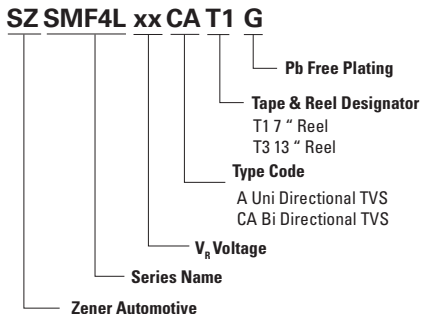 SZ SMF4L xx CA T1 G
Pb Free Plating
Tape & Reel Designator
T1 7 “ Reel
T3 13 “ Reel
Type Code
A Uni Directional TVS
CA Bi Directional TVS
VR Voltage
Series Name
Zener Automotive